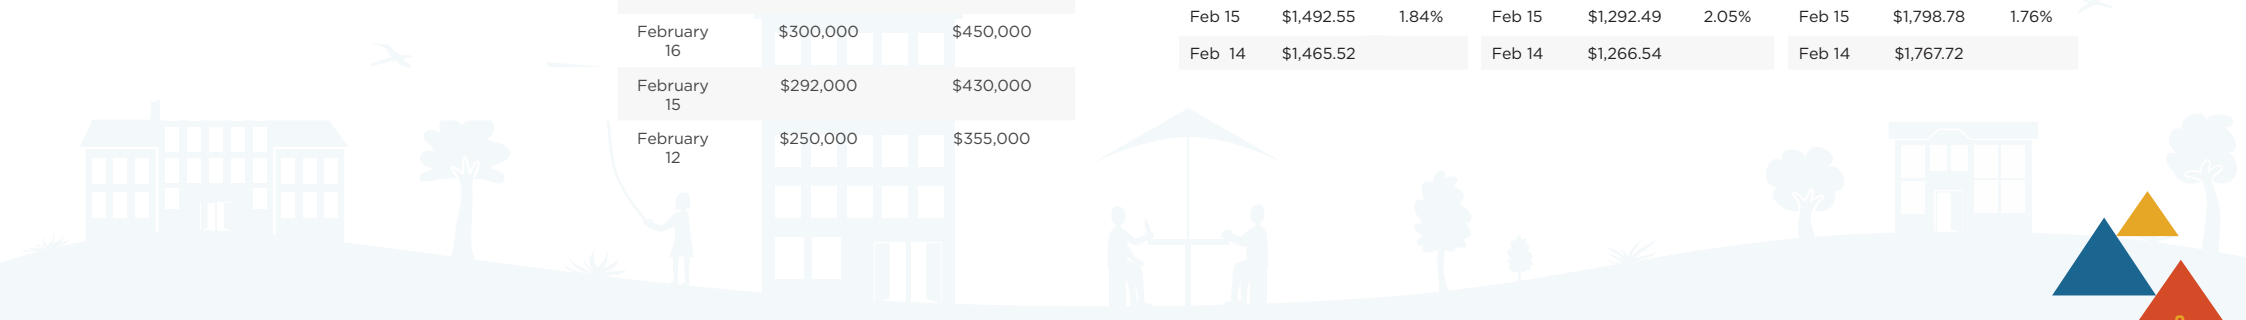 February $300,000 $450,000
16
February $292,000 $430,000
15
February $250,000 $355,000
12
Feb 15 $1,492.55 1.84% Feb 15 $1,292.49 2.05% Feb 15 $1,798.78 1.76%
Feb 14 $1,465.52 Feb 14 $1,266.54 Feb 14 $1,767.72